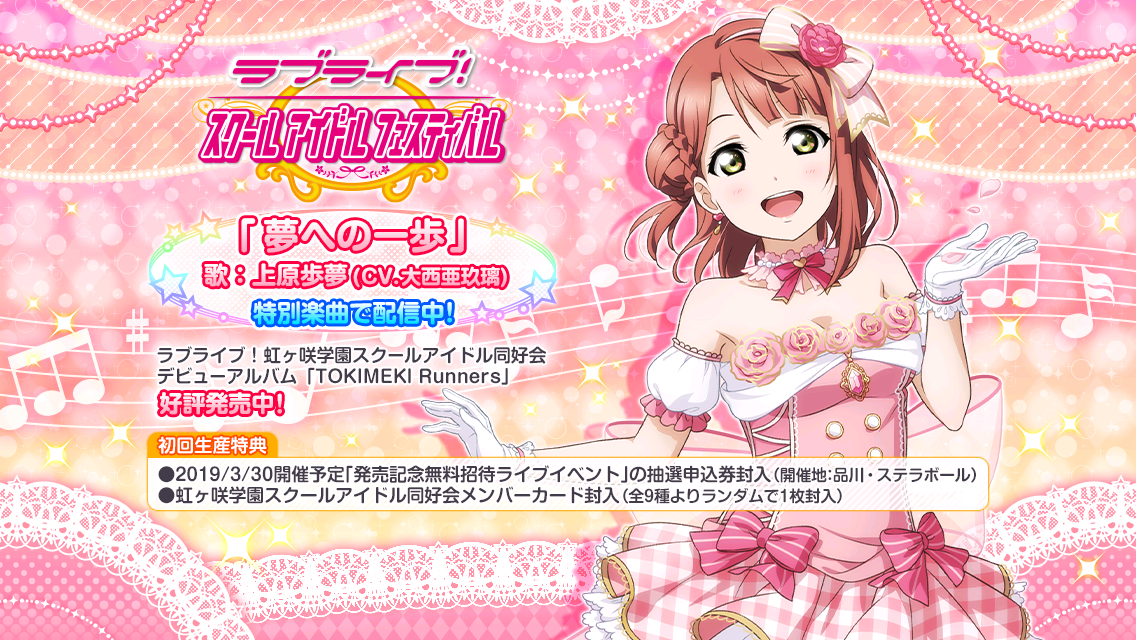 ラブライブ!
スクールアイドルフェスティバル
「夢への一歩」
歌:上原歩夢(CV.大西亜玖璃)
特別楽曲で配信中!
ラブライブ!虹ヶ咲学園スクールアイドル同好会
デビューアルバム「TOKIMEKI Runners」
好評発売中!
初回生産特典
●2019/3/30開催予定「発売記念無料招待ライブイベント」の抽選申込券封入(開催地:品川・ステラボール)
●虹ヶ咲学園スクールアイドル同好会メンバーカード封入(全9種よりランダムで1枚封入)